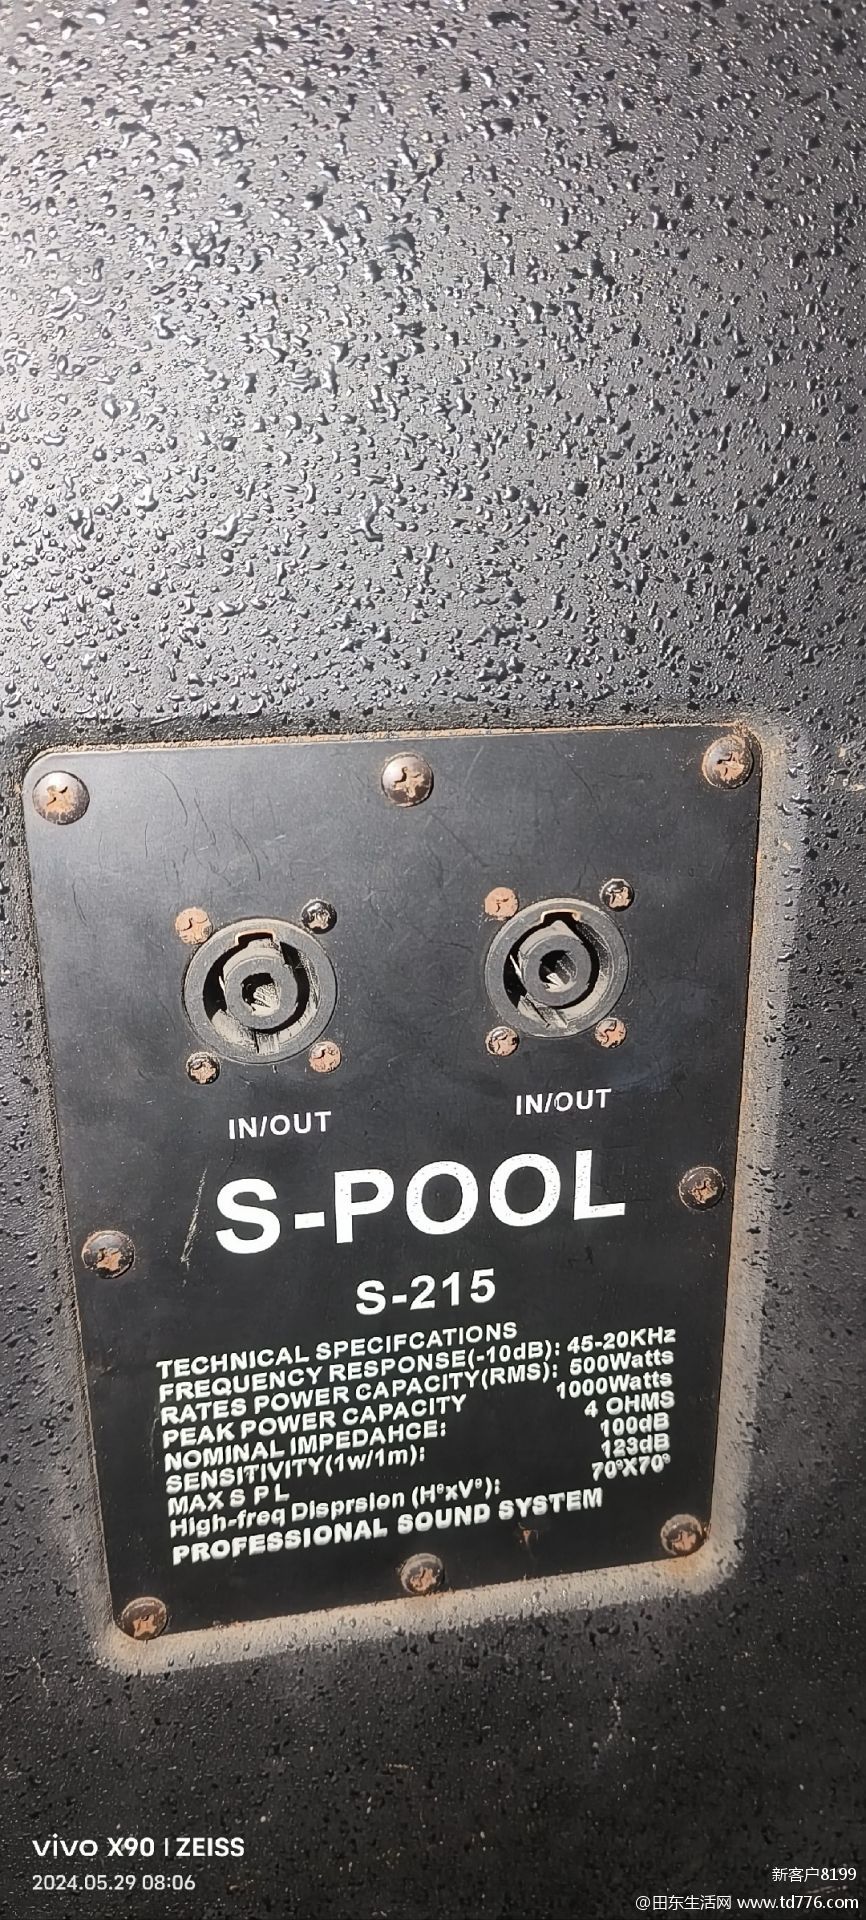 IN/OUT IN/OUT
S-POOL
S-215
TECHNICAL SPECIFCATIONS
FREQUENCY RESPONSE(-10dB): 45-20KHz
RATES POWER CAPACITY(RMS): 500Watts
PEAK POWER CAPACITY 1000Watts
NOMINAL IMPEDAHCE: 4 OHMS
SENSITIVITY(1w/1m): 100dB
MAX S P L 123dB
High-freq Disprsion (H°xV°): 70°X70°
PROFESSIONAL SOUND SYSTEM
vivo X90 | ZEISS
2024.05.29 08:06
新客户8199
@田东生活网 www.td776.com